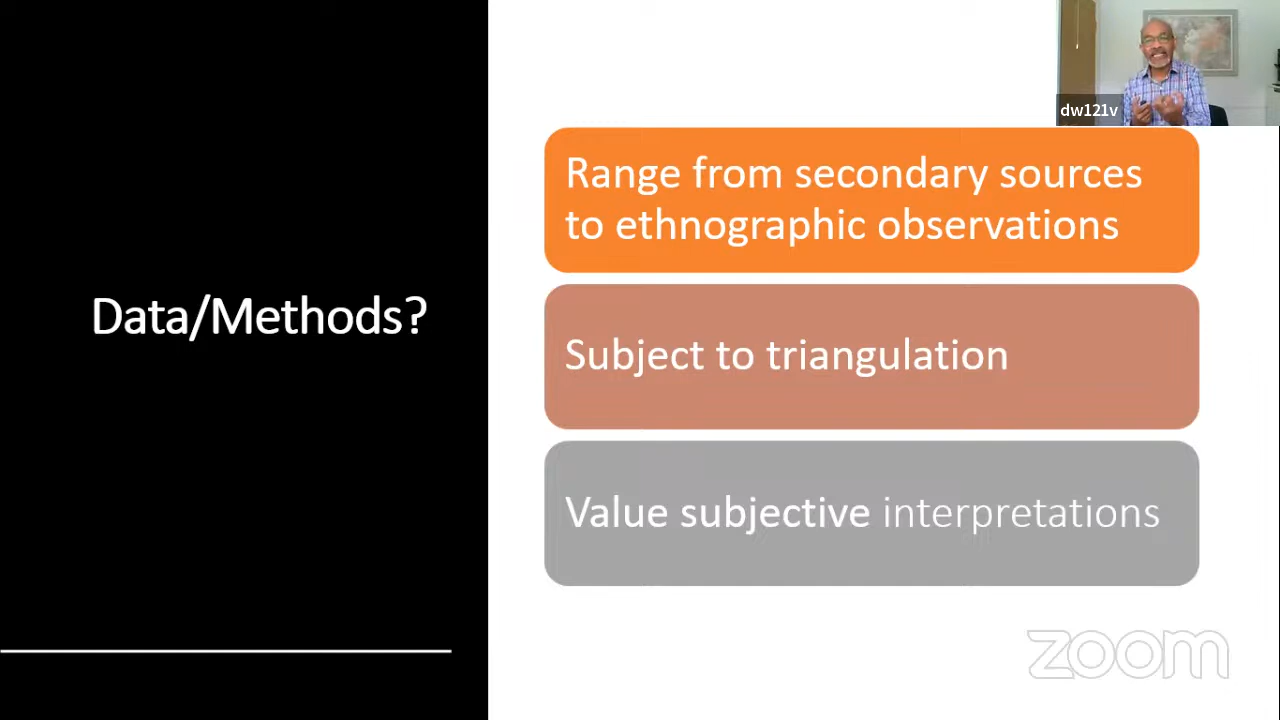 dw121v
Range from secondary sources
to ethnographic observations
Data/Methods?
Subject to triangulation
Value subjective interpretations
zoom